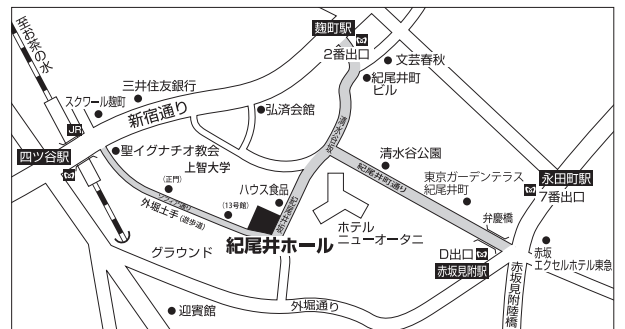 至お茶の水
麹町駅
2番出口
文芸春秋
三井住友銀行
スクワール麹町
紀尾井町
ビル
新宿通り
弘済会館
JR
清水谷坂
四ツ谷駅
聖イグナチオ教会
上智大学
清水谷公園
(正門)
ハウス食品
紀尾井町通り
東京ガーデンテラス
紀尾井町
永田町駅
7番出口
ソフィア通り
外堀土手(遊歩道)
(13号館)
紀尾井坂
弁慶橋
ホテル
ニューオータニ
紀尾井ホール
グラウンド
D出口
赤坂見附駅
赤坂
エクセルホテル東急
外堀通り
迎賓館
赤坂見附陸橋